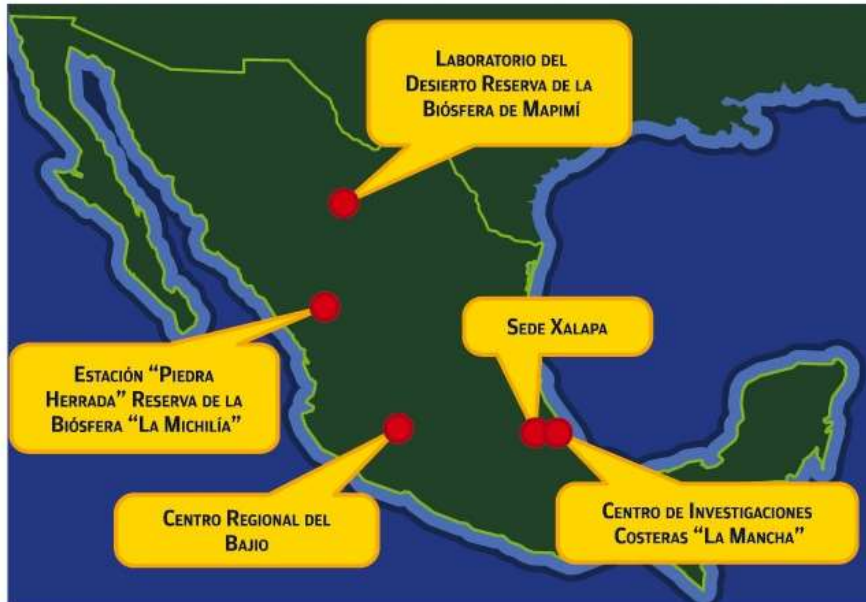 Laboratorio del
Desierto Reserva de la
Biósfera de Mapimí
Sede Xalapa
Estación “Piedra
Herrada” Reserva de la
Biósfera “La Michilía”
Centro Regional del
Bajio
Centro de Investigaciones
Costeras “La Mancha”